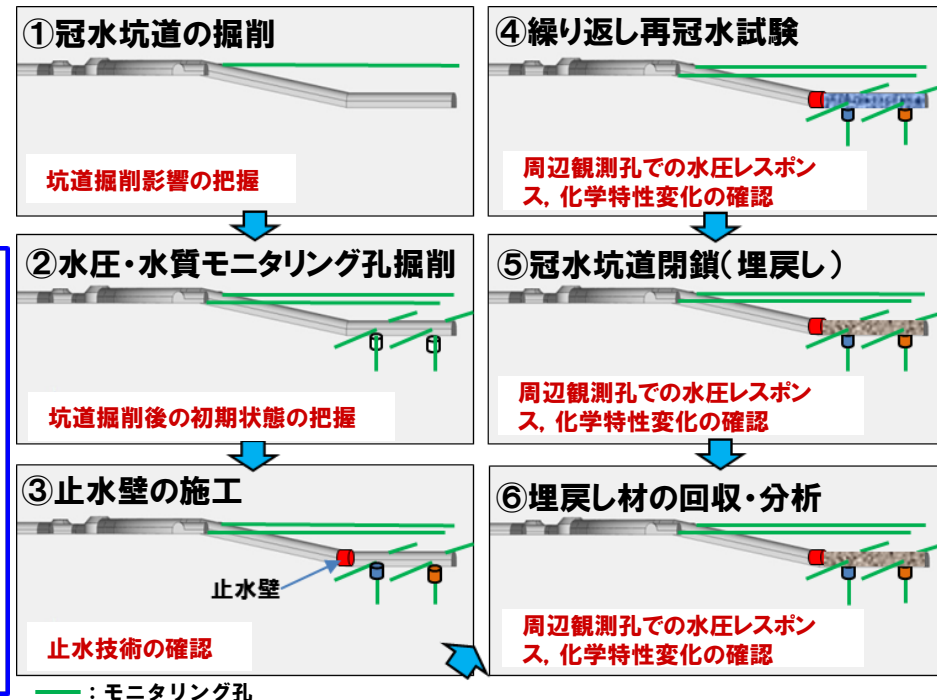 ①冠水坑道の掘削
坑道掘削影響の把握
②水圧・水質モニタリング孔掘削
坑道掘削後の初期状態の把握
③止水壁の施工
止水壁
止水技術の確認
━━ : モニタリング孔
④繰り返し再冠水試験
周辺観測孔での水圧レスポン
ス, 化学特性変化の確認
⑤冠水坑道閉鎖(埋戻し)
周辺観測孔での水圧レスポン
ス, 化学特性変化の確認
⑥埋戻し材の回収・分析
周辺観測孔での水圧レスポン
ス, 化学特性変化の確認